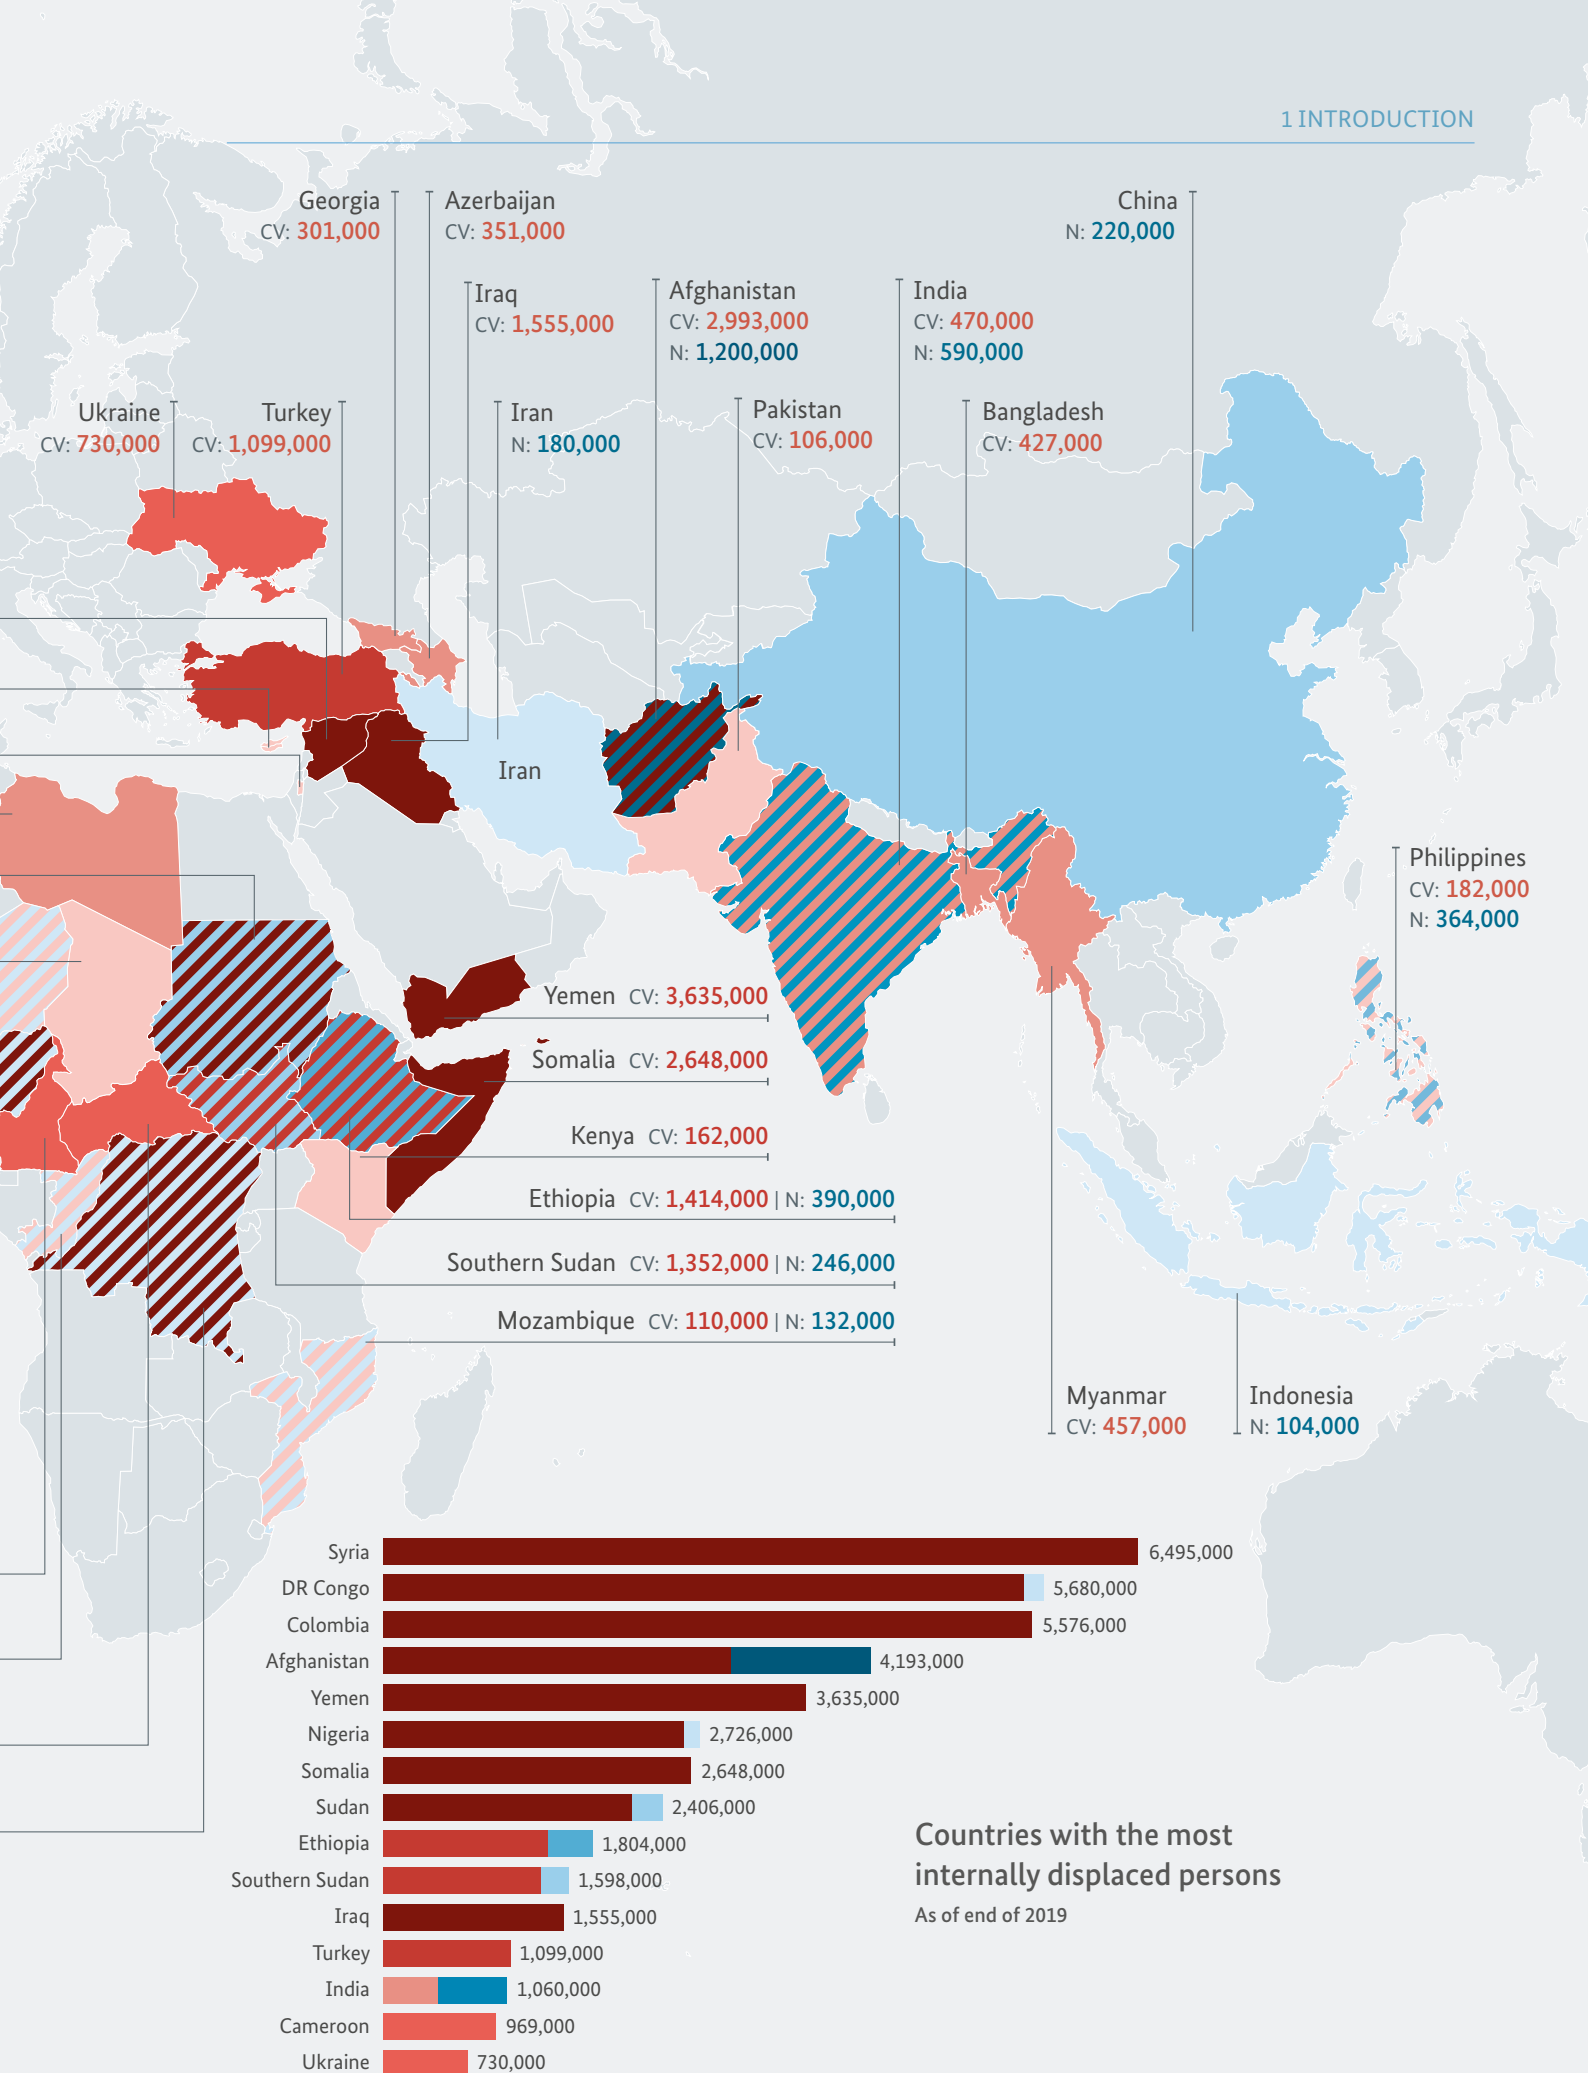 1 INTRODUCTION
Georgia
CV: 301,000
Azerbaijan
CV: 351,000
China
N: 220,000
Iraq
CV: 1,555,000
Afghanistan
CV: 2,993,000
N: 1,200,000
India
CV: 470,000
N: 590,000
Ukraine
CV: 730,000
Turkey
CV: 1,099,000
Iran
N: 180,000
Pakistan
CV: 106,000
Bangladesh
CV: 427,000
Iran
Philippines
CV: 182,000
N: 364,000
Yemen CV: 3,635,000
Somalia CV: 2,648,000
Kenya CV: 162,000
Ethiopia CV: 1,414,000 | N: 390,000
Southern Sudan CV: 1,352,000 | N: 246,000
Mozambique CV: 110,000 | N: 132,000
Myanmar
CV: 457,000
Indonesia
N: 104,000
Syria 6,495,000
DR Congo 5,680,000
Colombia 5,576,000
Afghanistan 4,193,000
Yemen 3,635,000
Nigeria 2,726,000
Somalia 2,648,000
Sudan 2,406,000
Ethiopia 1,804,000
Southern Sudan 1,598,000
Iraq 1,555,000
Turkey 1,099,000
India 1,060,000
Cameroon 969,000
Ukraine 730,000
Countries with the most
internally displaced persons
As of end of 2019